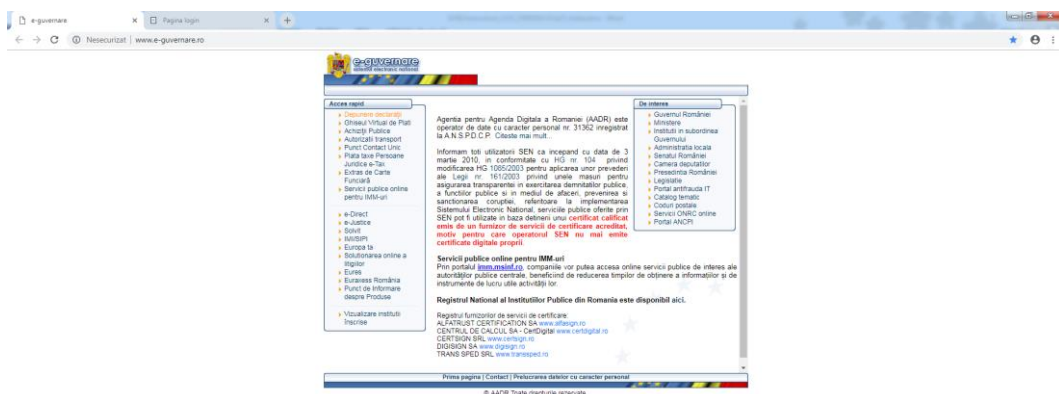 e-guvernare
Pagina login
Nesecurizat | www.e-guvernare.ro
e-guvernare
sistemul electronic national
Acces rapid
Depunere declaratii
Ghiseul Virtual de Plati
Achiziţii Publice
Autorizatii transport
Punct Contact Unic
Plata taxe Persoane
Juridice e-Tax
Extras de Carte
Funciară
Servicii publice online
pentru IMM-uri
e-Direct
e-Justice
Solvit
IMI/SIPI
Europa ta
Solutionarea online a
litigiilor
Eures
Euraxess România
Punct de Informare
despre Produse
Vizualizare institutii
înscrise
Agentia pentru Agenda Digitala a Romaniei (AADR) este
operator de date cu caracter personal nr. 31362 inregistrat
la A.N.S.P.D.C.P. Citeste mai mult...
Informam toti utilizatorii SEN ca incepand cu data de 3
martie 2010, in conformitate cu HG nr. 104 privind
modificarea HG 1085/2003 pentru aplicarea unor prevederi
ale Legii nr. 161/2003 privind unele masuri pentru
asigurarea transparentei in exercitarea demnitatilor publice,
a functiilor publice si in mediul de afaceri, prevenirea si
sanctionarea coruptiei, referitoare la implementarea
Sistemului Electronic National, serviciile publice oferite prin
SEN pot fi utilizate in baza detinerii unui certificat calificat
emis de un furnizor de servicii de certificare acreditat,
motiv pentru care operatorul SEN nu mai emite
certificate digitale proprii.
Servicii publice online pentru IMM-uri
Prin portalul imm.msinf.ro, companiile vor putea accesa online servicii publice de interes ale
autorităţilor publice centrale, beneficiind de reducerea timpilor de obţinere a informaţiilor şi de
instrumente de lucru utile activităţii lor.
Registrul National al Institutiilor Publice din Romania este disponibil aici.
Registrul furnizorilor de servicii de certificare:
ALFATRUST CERTIFICATION SA www.alfasign.ro
CENTRUL DE CALCUL SA - CertDigital www.certdigital.ro
CERTSIGN SRL www.certsign.ro
DIGISIGN SA www.digisign.ro
TRANS SPED SRL www.transsped.ro
De interes
Guvernul României
Ministere
Institutii in subordinea
Guvernului
Administratia locala
Senatul României
Camera deputatilor
Presedintia României
Legislatie
Portal antifrauda IT
Catalog tematic
Coduri postale
Servicii ONRC online
Portal ANCPI
Prima pagina | Contact | Prelucrarea datelor cu caracter personal
© AADR Toate drepturile rezervate